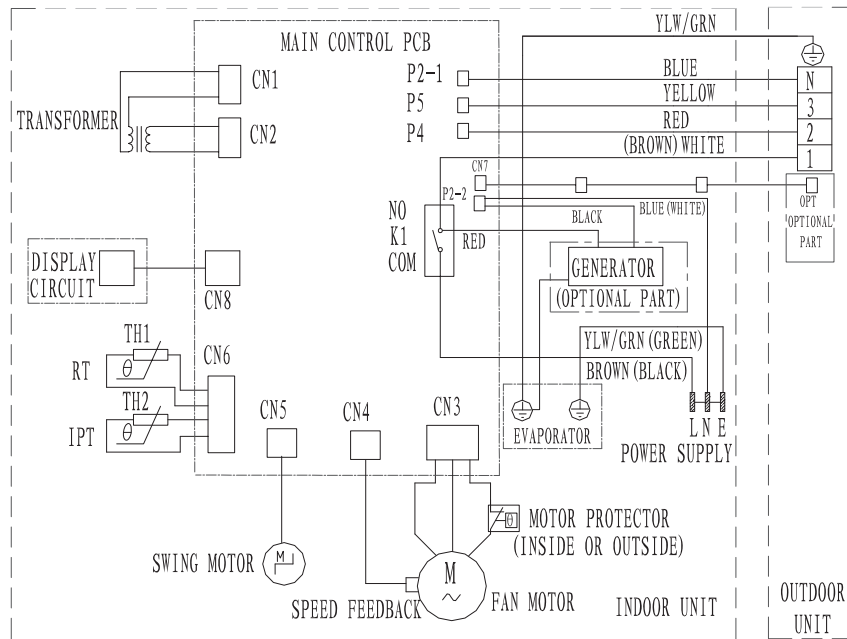 YLW/GRN
MAIN CONTROL PCB
P2-1
BLUE
N
CN1
P5
YELLOW
3
TRANSFORMER
CN2
P4
RED
2
(BROWN) WHITE
1
CN7
P2-2
OPT
OPTIONAL
PART
NO
K1
COM
BLACK
BLUE (WHITE)
RED
DISPLAY
CIRCUIT
CN8
GENERATOR
(OPTIONAL PART)
TH1
θ
RT
CN6
TH2
θ
IPT
YLW/GRN (GREEN)
BROWN (BLACK)
CN5
CN4
CN3
EVAPORATOR
L N E
POWER SUPPLY
θ
MOTOR PROTECTOR
(INSIDE OR OUTSIDE)
SWING MOTOR
M
M
SPEED FEEDBACK
FAN MOTOR
INDOOR UNIT
OUTDOOR
UNIT